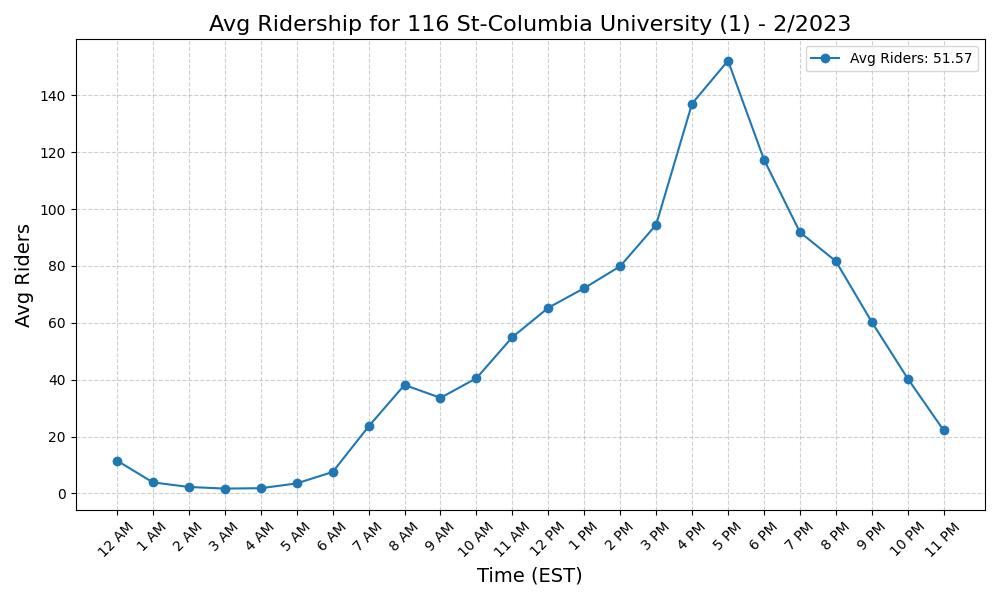 Avg Ridership for 116 St-Columbia University (1) - 2/2023
Avg Riders: 51.57
Avg Riders
140
120
100
80
60
40
20
0
12 AM
1 AM
2 AM
3 AM
4 AM
5 AM
6 AM
7 AM
8 AM
9 AM
10 AM
11 AM
12 PM
1 PM
2 PM
3 PM
4 PM
5 PM
6 PM
7 PM
8 PM
9 PM
10 PM
11 PM
Time (EST)